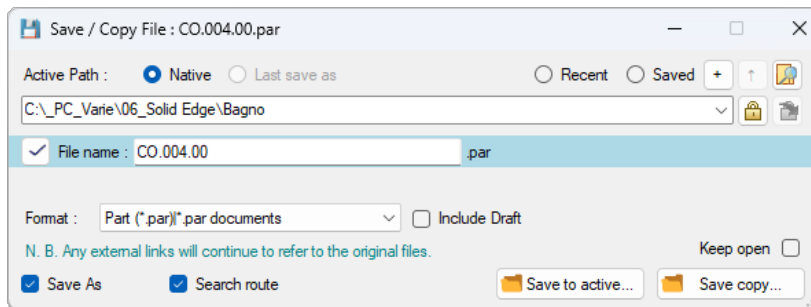 Save / Copy File : CO.004.00.par
Active Path : Native Last save as Recent Saved +
C:\_PC_Varie\06_Solid Edge\Bagno
File name : CO.004.00 .par
Format : Part (*.par)|*.par documents Include Draft
N. B. Any external links will continue to refer to the original files. Keep open
Save As Search route Save to active... Save copy...